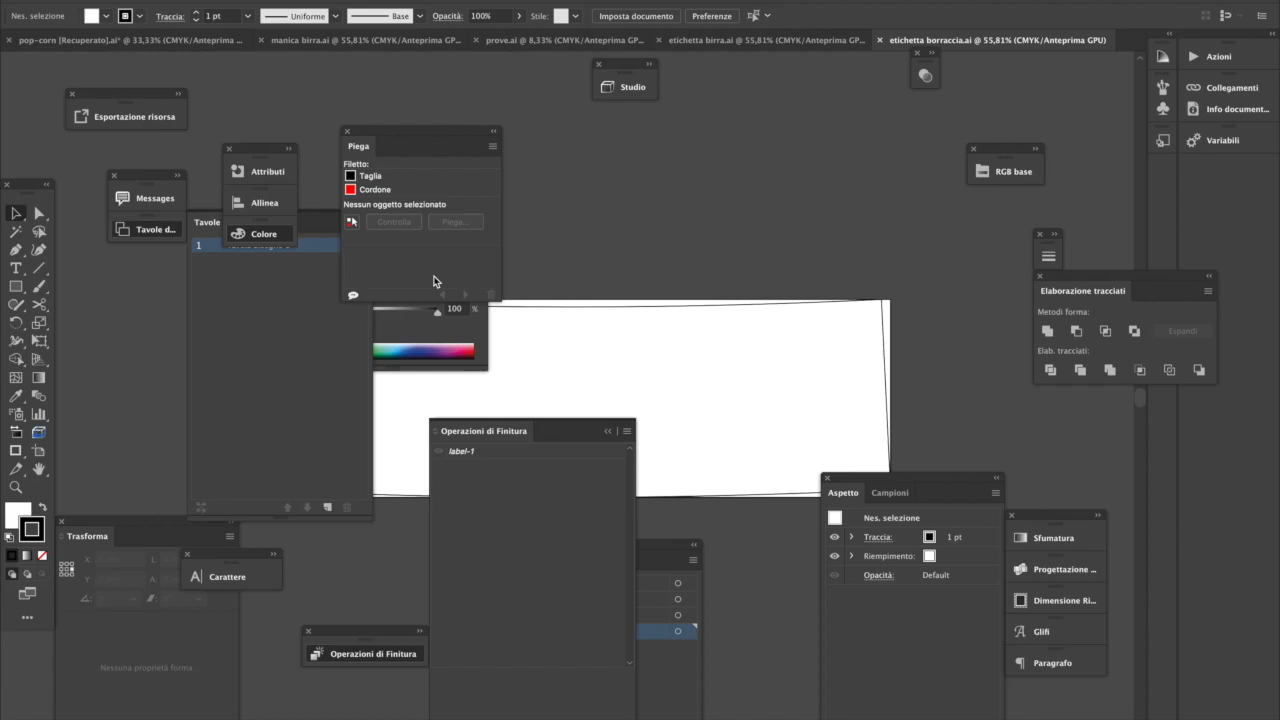 Nes. selezione
Traccia:
1 pt
Uniforme
Base
Opacità:
100%
Stile:
Imposta documento
Preferenze
pop-corn [Recuperato].ai* @ 33,33% (CMYK/Anteprima ...
manica birra.ai @ 55,81% (CMYK/Anteprima GP...
prove.ai @ 8,33% (CMYK/Anteprima GP...
etichetta birra.ai @ 55,81% (CMYK/Anteprima GP...
etichetta borraccia.ai @ 55,81% (CMYK/Anteprima GPU)
Azioni
Studio
Collegamenti
Esportazione risorsa
Info document...
Variabili
Piega
Filetto:
Taglia
Cordone
Nessun oggetto selezionato
Controlla
Piega...
Attributi
Allinea
Colore
Messages
Tavole d...
Tavole
1
RGB base
Elaborazione tracciati
Metodi forma:
Espandi
Elab. tracciati:
100
%
Operazioni di Finitura
label-1
Aspetto
Campioni
Nes. selezione
Traccia:
1 pt
Riempimento:
Opacità:
Default
Sfumatura
Progettazione ...
Dimensione Ri...
Glifi
Paragrafo
Trasforma
X:
L:
Y:
A:
Carattere
Operazioni di Finitura
Nessuna proprietà forma